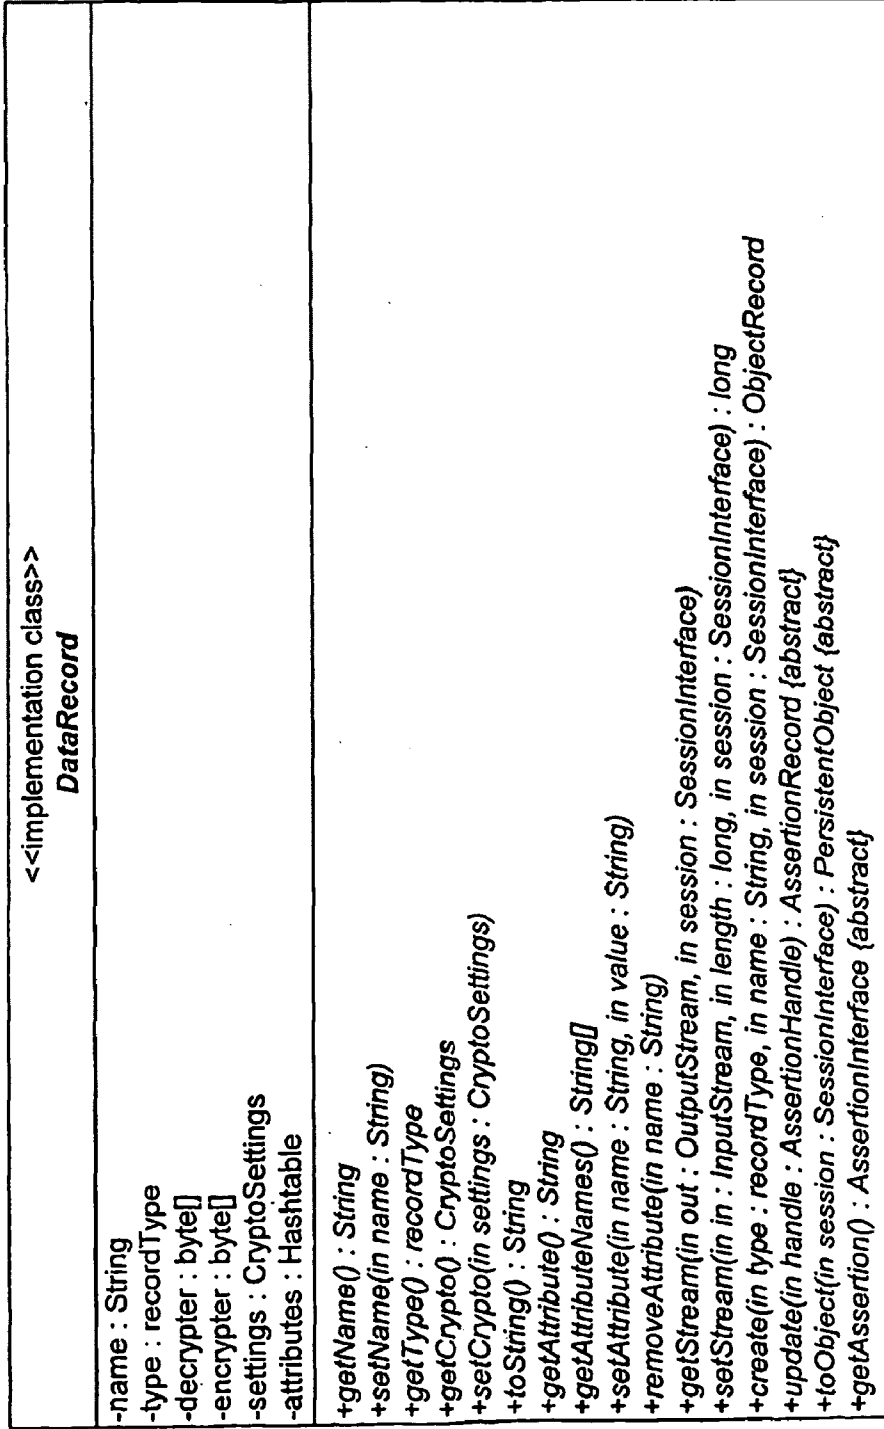 <<implementation class>>
DataRecord
-name : String
-type : recordType
-decrypter : byte[]
-encrypter : byte[]
-settings : CryptoSettings
-attributes : Hashtable
+getName() : String
+setName(in name : String)
+getType() : recordType
+getCrypto() : CryptoSettings
+setCrypto(in settings : CryptoSettings)
+toString() : String
+getAttribute() : String
+getAttributeNames() : String[]
+setAttribute(in name : String, in value : String)
+removeAttribute(in name : String)
+getStream(in out : OutputStream, in session : SessionInterface)
+setStream(in in : InputStream, in length : long, in session : SessionInterface) : long
+create(in type : recordType, in name : String, in session : SessionInterface) : ObjectRecord
+update(in handle : AssertionHandle) : AssertionRecord {abstract}
+toObject(in session : SessionInterface) : PersistentObject {abstract}
+getAssertion() : AssertionInterface {abstract}